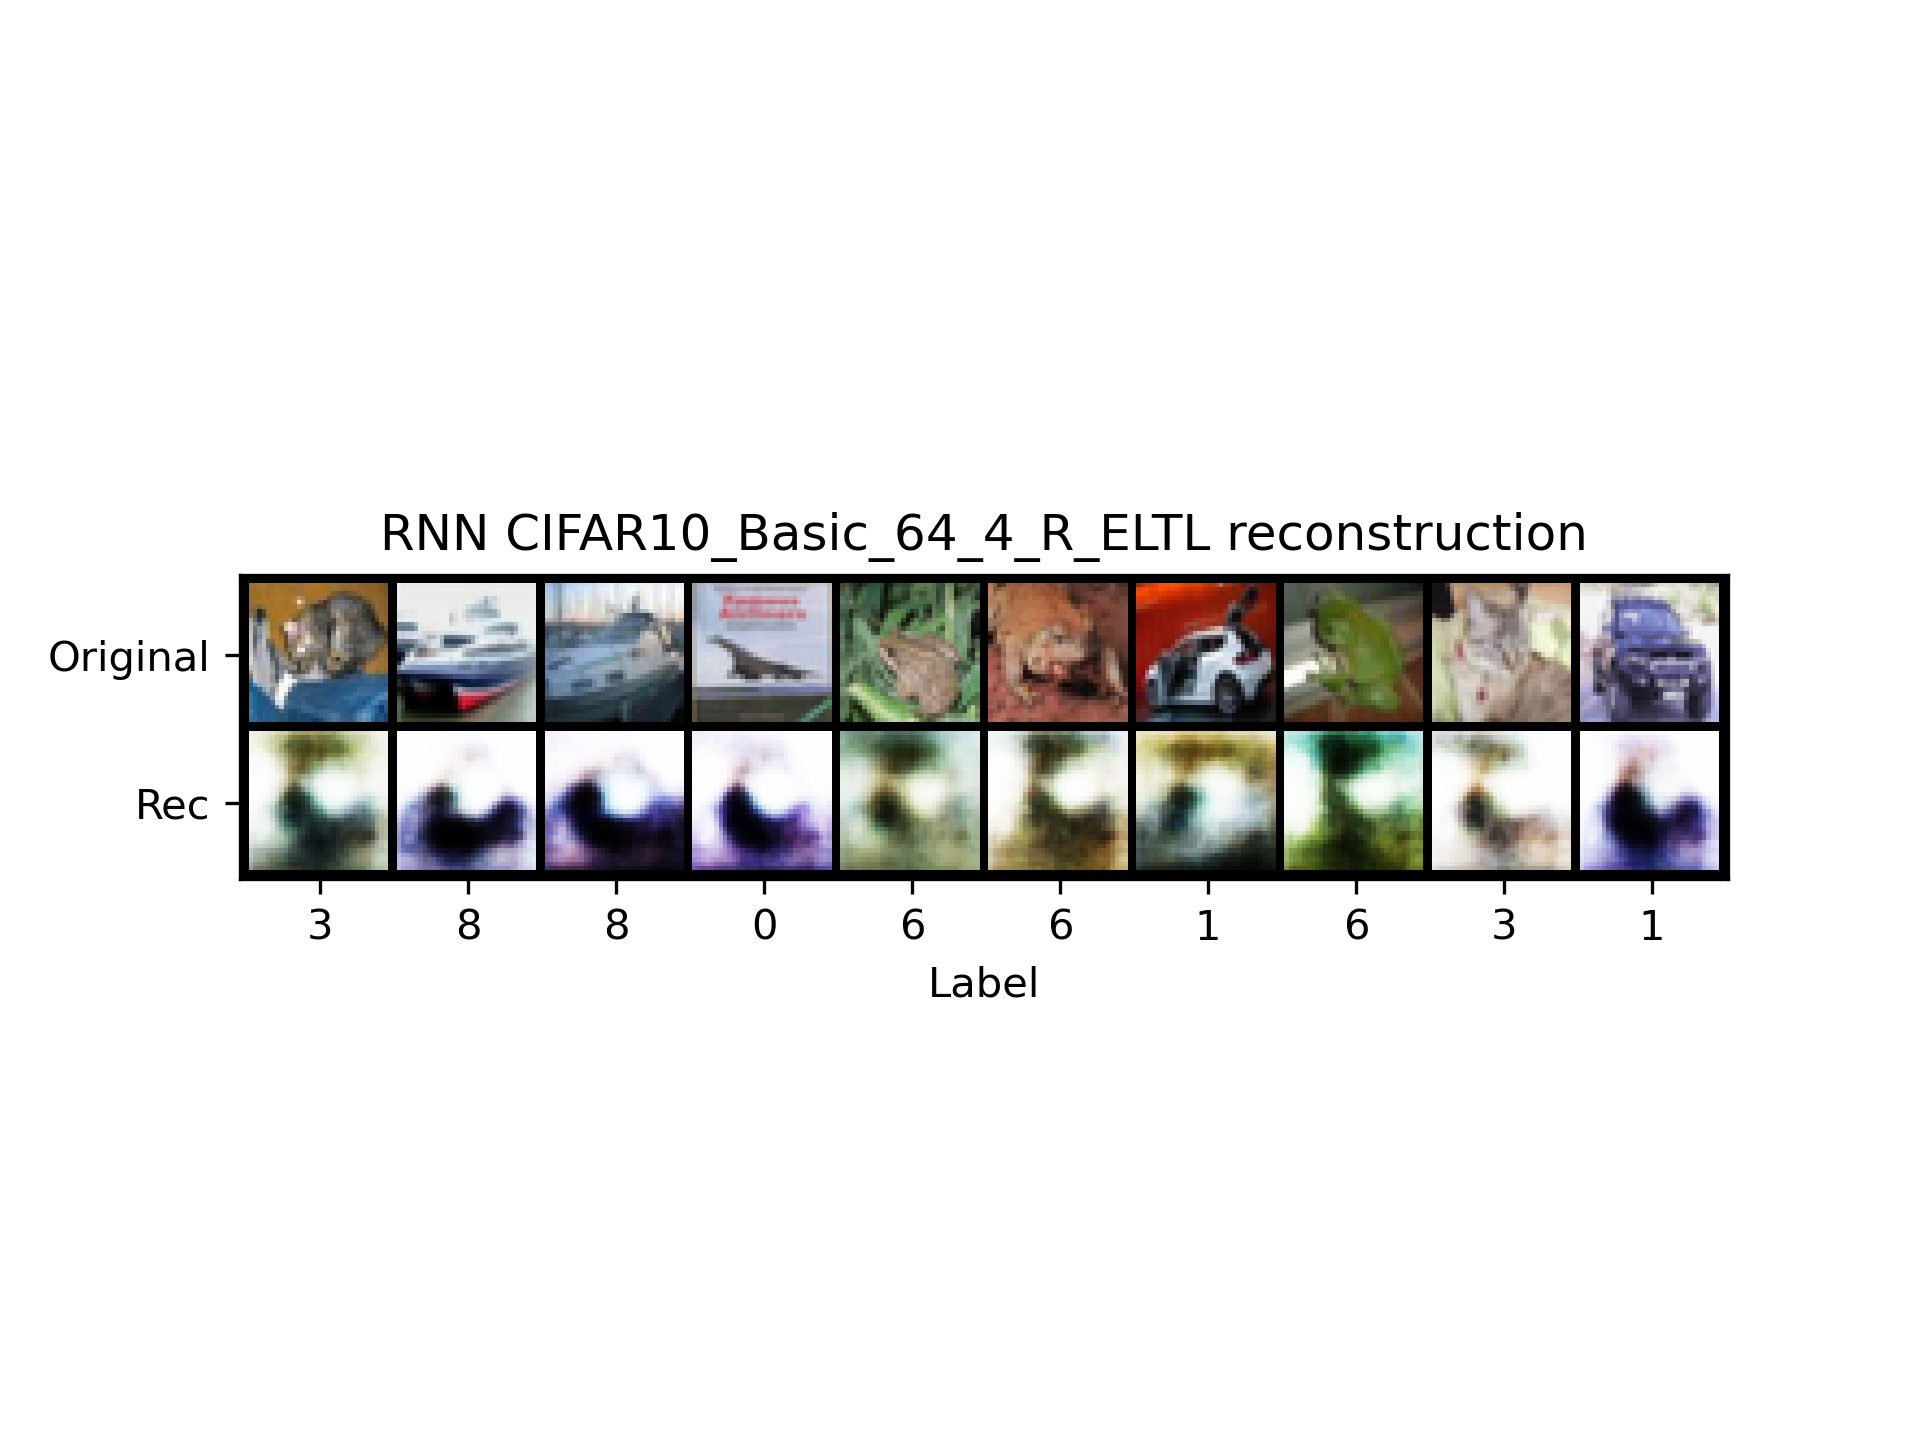 RNN CIFAR10_Basic_64_4_R_ELTL reconstruction
Original
Rec
3 8 8 0 6 6 1 6 3 1
Label